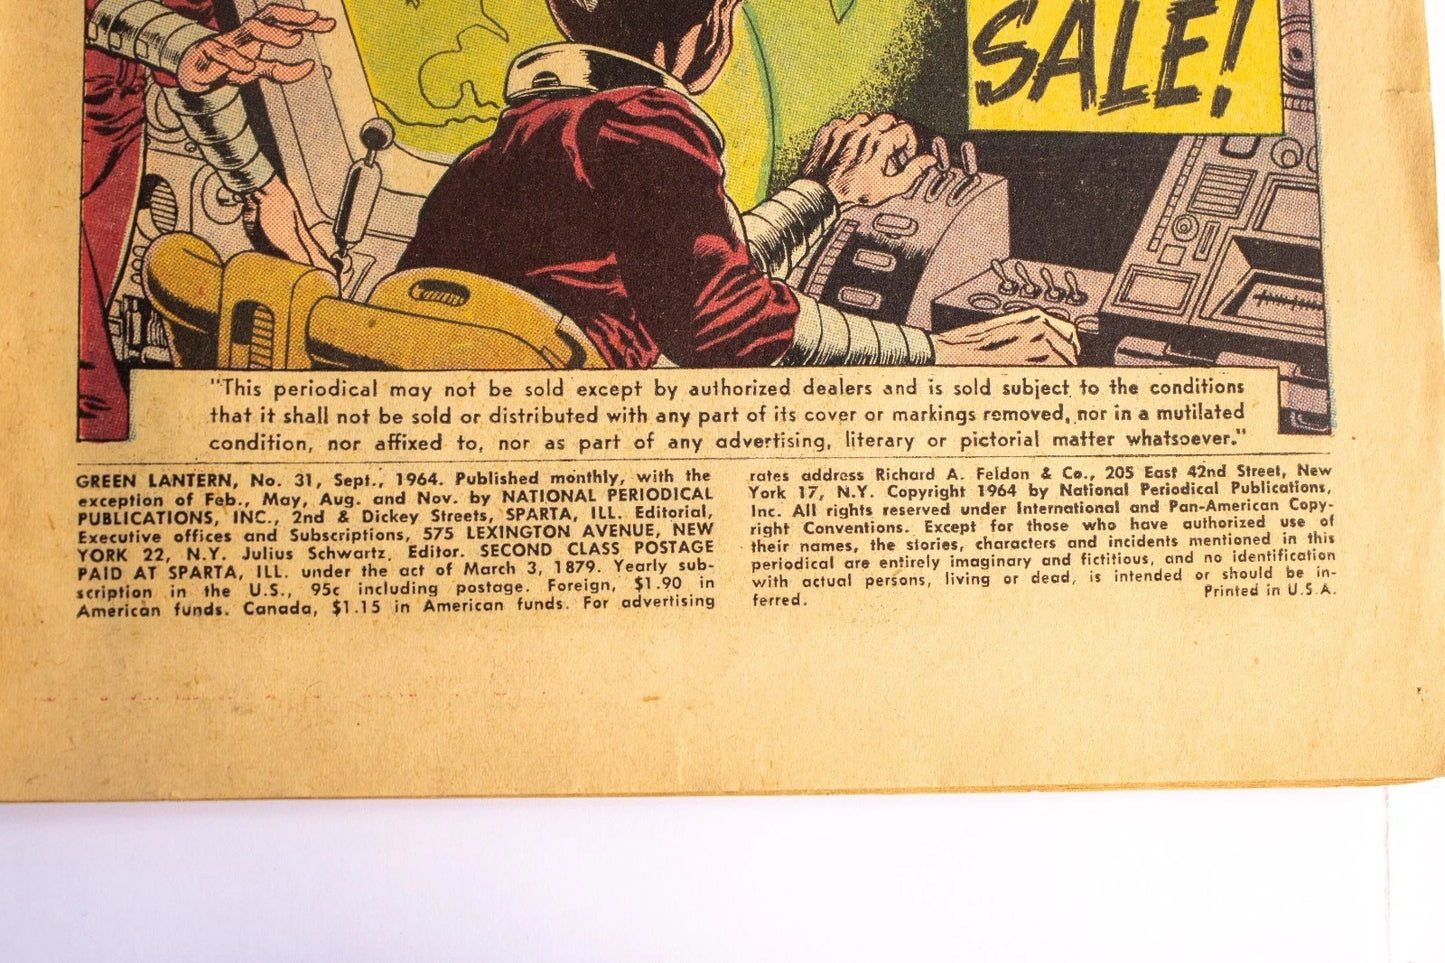 SALE!
"This periodical may not be sold except by authorized dealers and is sold subject to the conditions
that it shall not be sold or distributed with any part of its cover or markings removed, nor in a mutilated
condition, nor affixed to, nor as part of any advertising, literary or pictorial matter whatsoever."
GREEN LANTERN, No. 31, Sept., 1964. Published monthly, with the
exception of Feb., May, Aug. and Nov. by NATIONAL PERIODICAL
PUBLICATIONS, INC., 2nd & Dickey Streets, SPARTA, ILL. Editorial,
Executive offices and Subscriptions, 575 LEXINGTON AVENUE, NEW
YORK 22, N.Y. Julius Schwartz, Editor. SECOND CLASS POSTAGE
PAID AT SPARTA, ILL. under the act of March 3, 1879. Yearly sub-
scription in the U.S., 95c including postage. Foreign, $1.90 in
American funds. Canada, $1.15 in American funds. For advertising
rates address Richard A. Feldon & Co., 205 East 42nd Street, New
York 17, N.Y. Copyright 1964 by National Periodical Publications,
Inc. All rights reserved under International and Pan-American Copy-
right Conventions. Except for those who have authorized use of
their names, the stories, characters and incidents mentioned in this
periodical are entirely imaginary and fictitious, and no identification
with actual persons, living or dead, is intended or should be in-
ferred.
Printed in U.S.A.